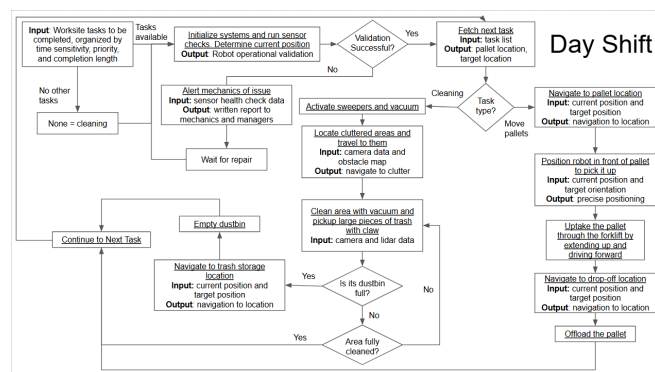 Day Shift
Input: Worksite tasks to be
completed, organized by
time sensitivity, priority,
and completion length
Tasks
available
Initialize systems and run sensor
checks. Determine current position
Output: Robot operational validation
Validation
Successful?
Yes
Fetch next task
Input: task list
Output: pallet location,
target location
No
No other
tasks
None = cleaning
Alert mechanics of issue
Input: sensor health check data
Output: written report to
mechanics and managers
Wait for repair
Cleaning
Task
type?
Move
pallets
Activate sweepers and vacuum
Locate cluttered areas and
travel to them
Input: camera data and
obstacle map
Output: navigate to clutter
Clean area with vacuum and
pickup large pieces of trash
with claw
Input: camera and lidar data
Is its dustbin
full?
Yes
No
Navigate to trash storage
location
Input: current position and
target position
Output: navigation to location
Empty dustbin
Continue to Next Task
Area fully
cleaned?
Yes
No
Navigate to pallet location
Input: current position and
target position
Output: navigation to location
Position robot in front of pallet
to pick it up
Input: current position and
target orientation
Output: precise positioning
Uptake the pallet
through the forklift by
extending up and
driving forward
Navigate to drop-off location
Input: current position and
target position
Output: navigation to location
Offload the pallet